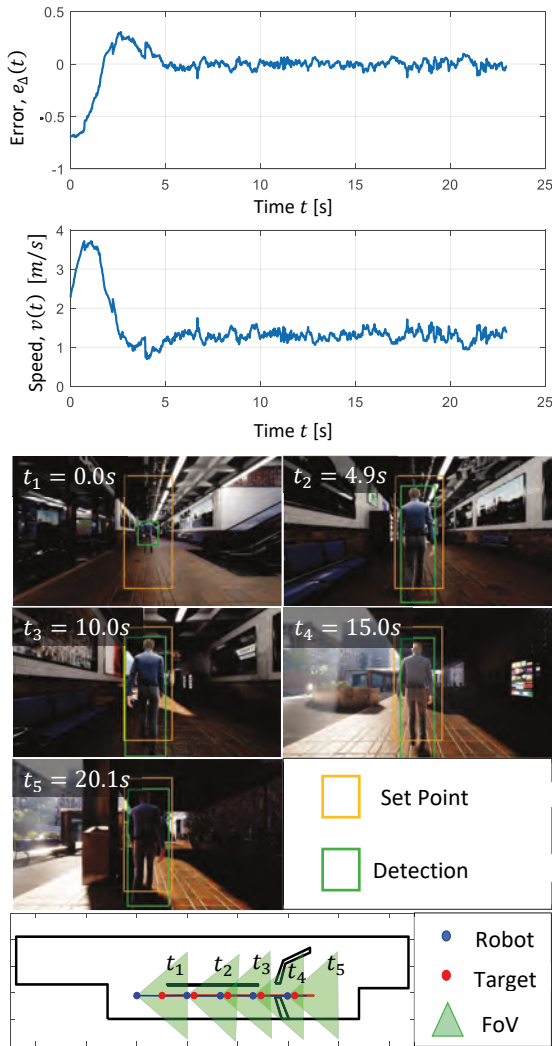 0.5
0
-0.5
-1
0 5 10 15 20 25
Error, e_Δ(t)
Time t [s]
4
3
2
1
0
0 5 10 15 20 25
Speed, v(t) [m/s]
Time t [s]
t₁ = 0.0s
t₂ = 4.9s
t₃ = 10.0s
t₄ = 15.0s
t₅ = 20.1s
Set Point
Detection
t₁ t₂ t₃ t₄ t₅
Robot
Target
FoV